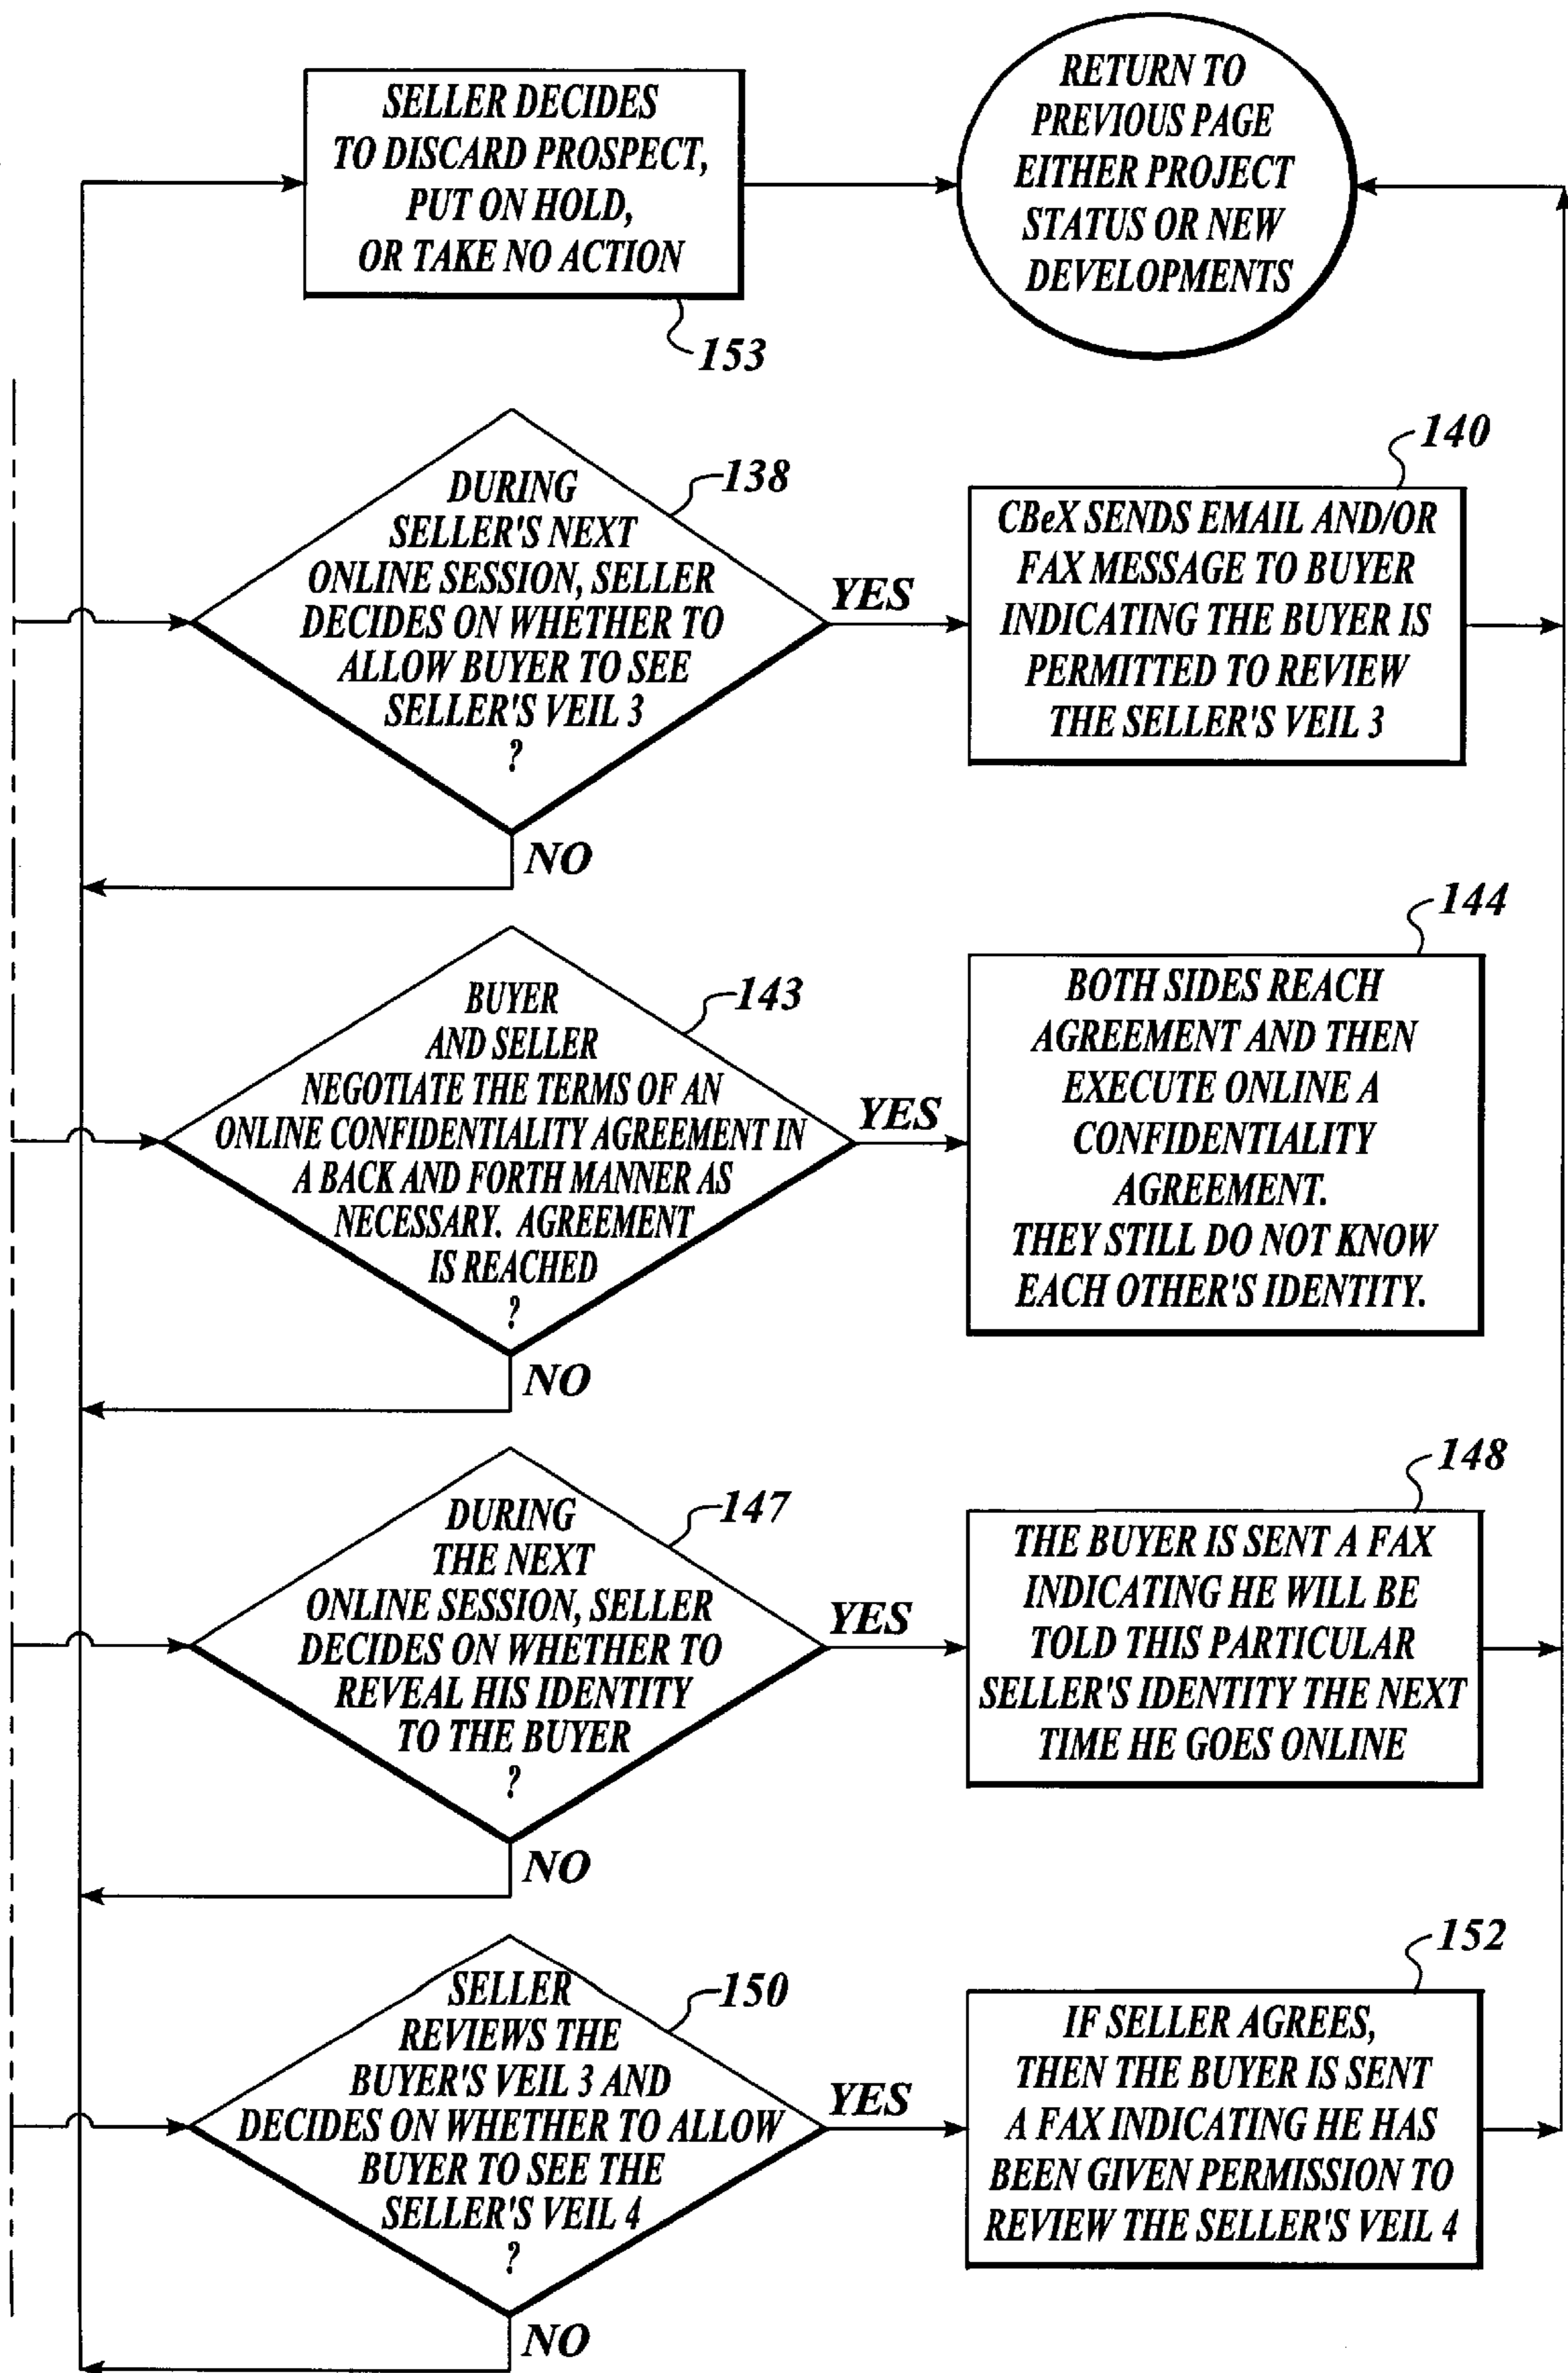 SELLER DECIDES
TO DISCARD PROSPECT,
PUT ON HOLD,
OR TAKE NO ACTION
153
RETURN TO
PREVIOUS PAGE
EITHER PROJECT
STATUS OR NEW
DEVELOPMENTS
DURING
SELLER'S NEXT
ONLINE SESSION, SELLER
DECIDES ON WHETHER TO
ALLOW BUYER TO SEE
SELLER'S VEIL 3
?
138
YES
NO
140
CBeX SENDS EMAIL AND/OR
FAX MESSAGE TO BUYER
INDICATING THE BUYER IS
PERMITTED TO REVIEW
THE SELLER'S VEIL 3
BUYER
AND SELLER
NEGOTIATE THE TERMS OF AN
ONLINE CONFIDENTIALITY AGREEMENT IN
A BACK AND FORTH MANNER AS
NECESSARY. AGREEMENT
IS REACHED
?
143
YES
NO
144
BOTH SIDES REACH
AGREEMENT AND THEN
EXECUTE ONLINE A
CONFIDENTIALITY
AGREEMENT.
THEY STILL DO NOT KNOW
EACH OTHER'S IDENTITY.
DURING
THE NEXT
ONLINE SESSION, SELLER
DECIDES ON WHETHER TO
REVEAL HIS IDENTITY
TO THE BUYER
?
147
YES
NO
148
THE BUYER IS SENT A FAX
INDICATING HE WILL BE
TOLD THIS PARTICULAR
SELLER'S IDENTITY THE NEXT
TIME HE GOES ONLINE
SELLER
REVIEWS THE
BUYER'S VEIL 3 AND
DECIDES ON WHETHER TO ALLOW
BUYER TO SEE THE
SELLER'S VEIL 4
?
150
YES
NO
152
IF SELLER AGREES,
THEN THE BUYER IS SENT
A FAX INDICATING HE HAS
BEEN GIVEN PERMISSION TO
REVIEW THE SELLER'S VEIL 4